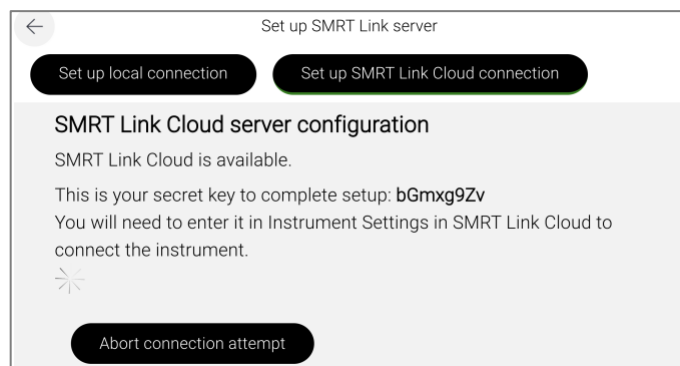 Set up SMRT Link server
Set up local connection
Set up SMRT Link Cloud connection
SMRT Link Cloud server configuration
SMRT Link Cloud is available.
This is your secret key to complete setup: bGmxg9Zv
You will need to enter it in Instrument Settings in SMRT Link Cloud to
connect the instrument.
Abort connection attempt